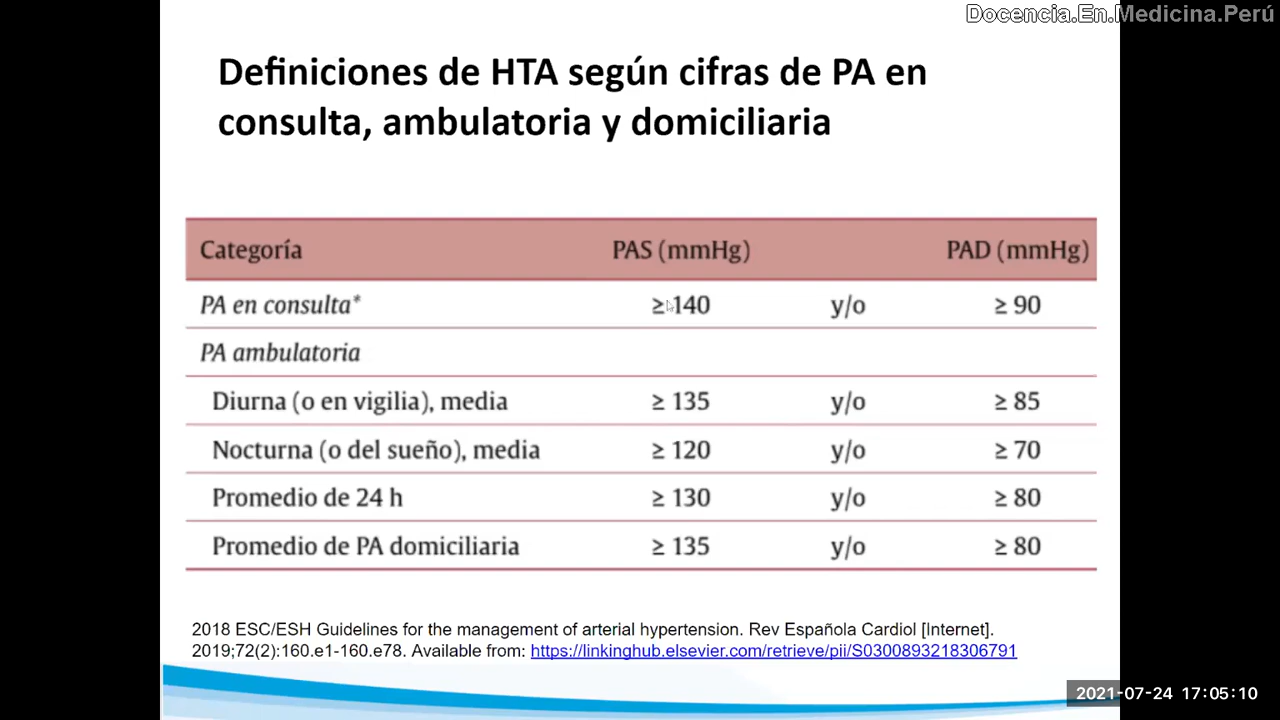 Docencia.En.Medicina.Perú
Definiciones de HTA según cifras de PA en
consulta, ambulatoria y domiciliaria
Categoría PAS (mmHg) PAD (mmHg)
PA en consulta* ≥ 140 y/o ≥ 90
PA ambulatoria
Diurna (o en vigilia), media ≥ 135 y/o ≥ 85
Nocturna (o del sueño), media ≥ 120 y/o ≥ 70
Promedio de 24 h ≥ 130 y/o ≥ 80
Promedio de PA domiciliaria ≥ 135 y/o ≥ 80
2018 ESC/ESH Guidelines for the management of arterial hypertension. Rev Española Cardiol [Internet].
2019;72(2):160.e1-160.e78. Available from: https://linkinghub.elsevier.com/retrieve/pii/S0300893218306791
2021-07-24 17:05:10